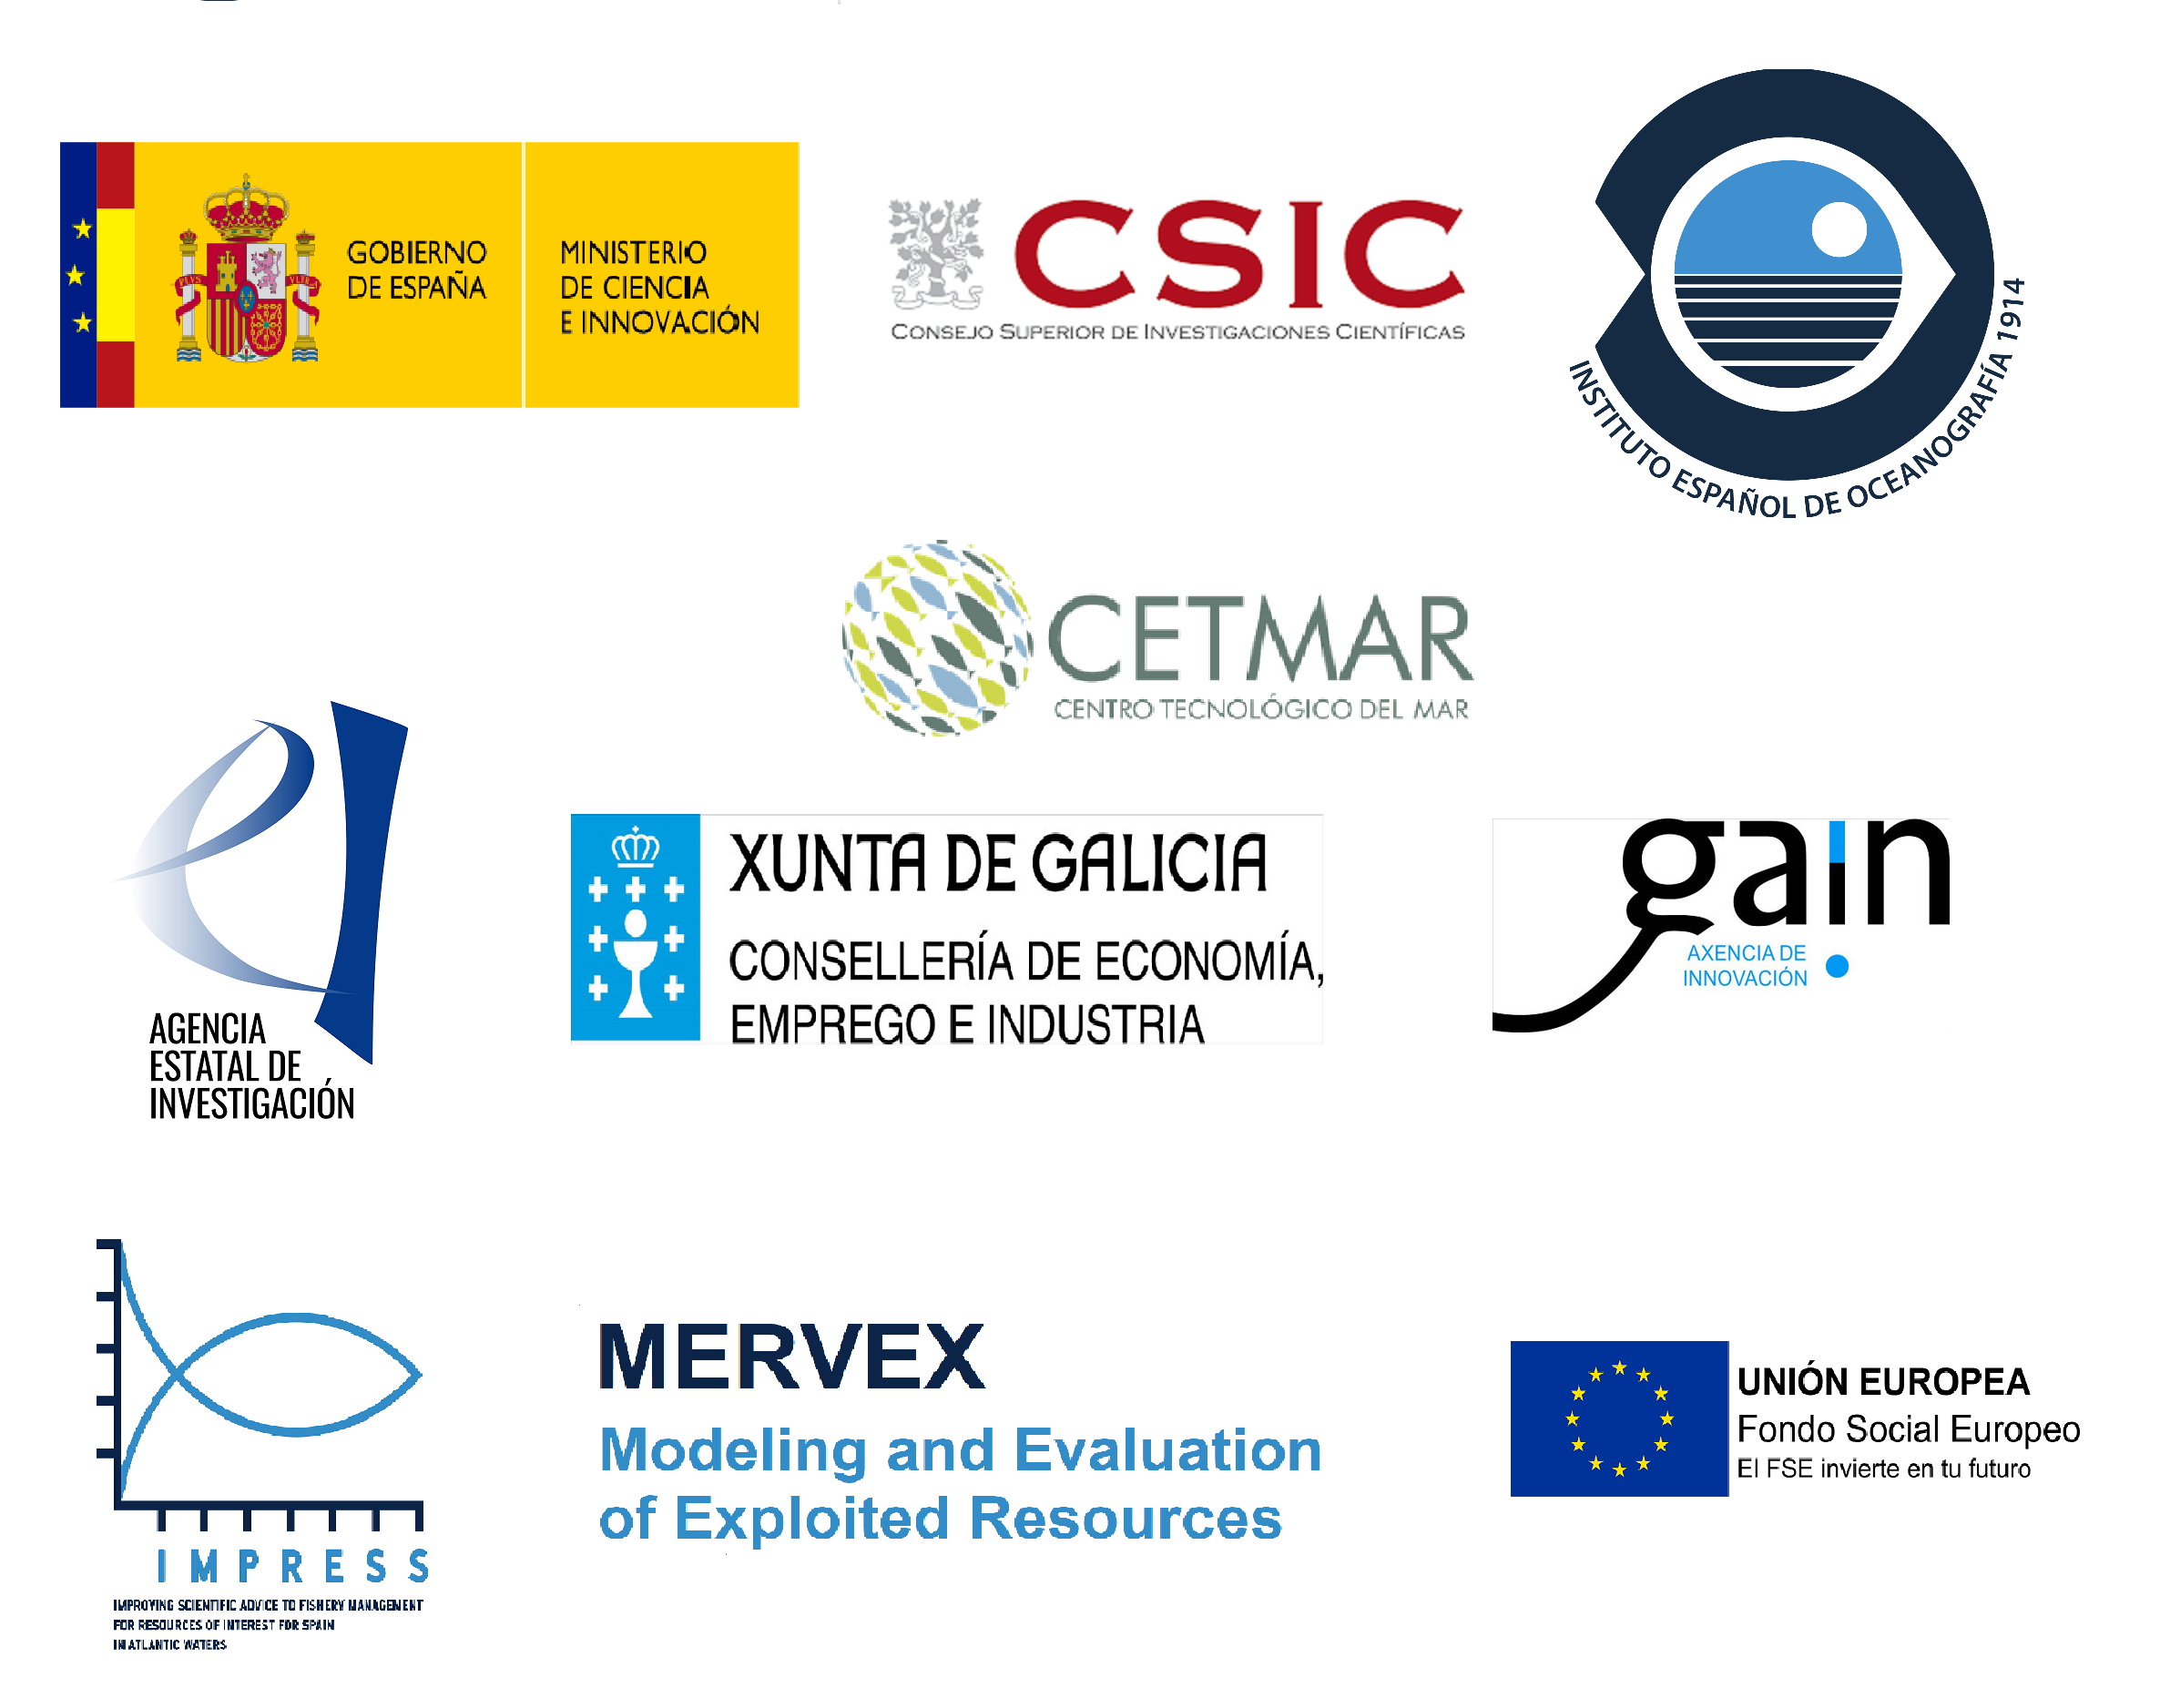 GOBIERNO
DE ESPAÑA
MINISTERIO
DE CIENCIA
E INNOVACIÓN
PLVS VLTRA
CSIC
CONSEJO SUPERIOR DE INVESTIGACIONES CIENTÍFICAS
INSTITUTO ESPAÑOL DE OCEANOGRAFÍA 1914
CETMAR
CENTRO TECNOLÓGICO DEL MAR
AGENCIA
ESTATAL DE
INVESTIGACIÓN
XUNTA DE GALICIA
CONSELLERÍA DE ECONOMÍA,
EMPREGO E INDUSTRIA
gain
AXENCIA DE
INNOVACIÓN
IMPRESS
IMPROVING SCIENTIFIC ADVICE TO FISHERY MANAGEMENT
FOR RESOURCES OF INTEREST FOR SPAIN
IN ATLANTIC WATERS
MERVEX
Modeling and Evaluation
of Exploited Resources
UNIÓN EUROPEA
Fondo Social Europeo
El FSE invierte en tu futuro